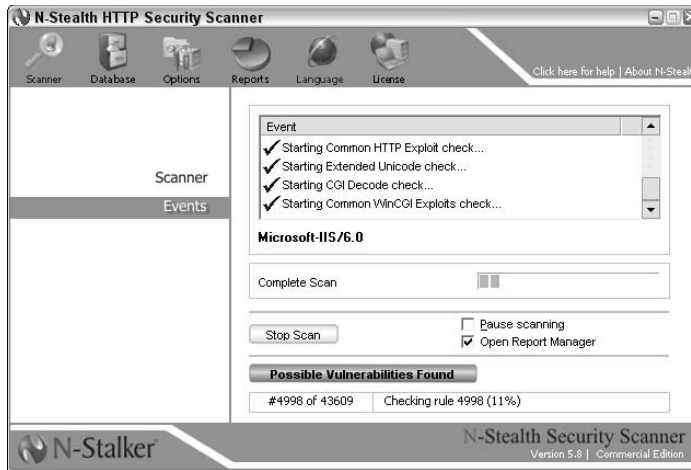 N-Stealth HTTP Security Scanner
Scanner
Database
Options
Reports
Language
License
Click here for help | About N-Stealt
Scanner
Events
Event
Starting Common HTTP Exploit check...
Starting Extended Unicode check...
Starting CGI Decode check...
Starting Common WinCGI Exploits check...
Microsoft-IIS/6.0
Complete Scan
Stop Scan
Pause scanning
Open Report Manager
Possible Vulnerabilities Found
#4998 of 43609
Checking rule 4998 (11%)
N-Stalker
N-Stealth Security Scanner
Version 5.8 | Commercial Edition